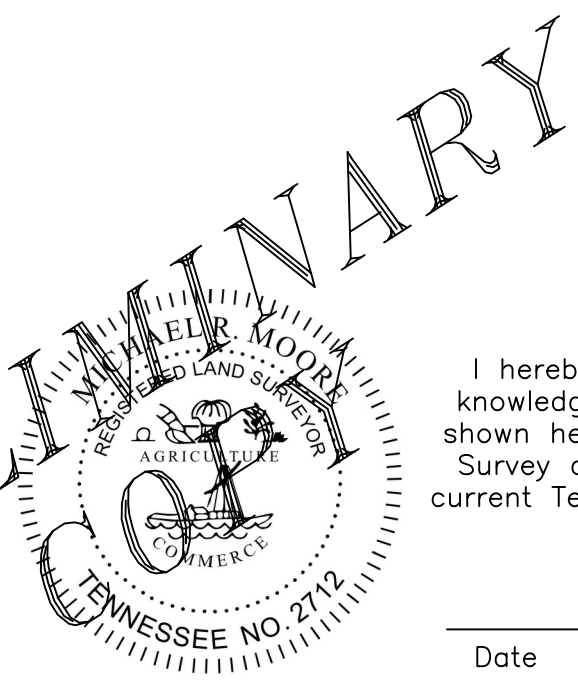 LIMINARY
COPY
MICHAEL R. MOORE
REGISTERED LAND SURVEYOR
AGRICULTURE
COMMERCE
TENNESSEE NO. 2712
I hereb
knowledg
shown he
Survey
current Te
Date